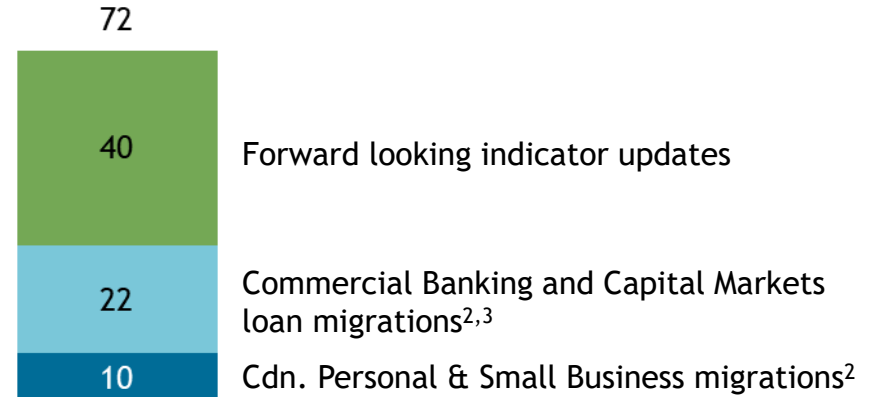 72
40
Forward looking indicator updates
22
Commercial Banking and Capital Markets
loan migrations2,3
10
Cdn. Personal & Small Business migrations2